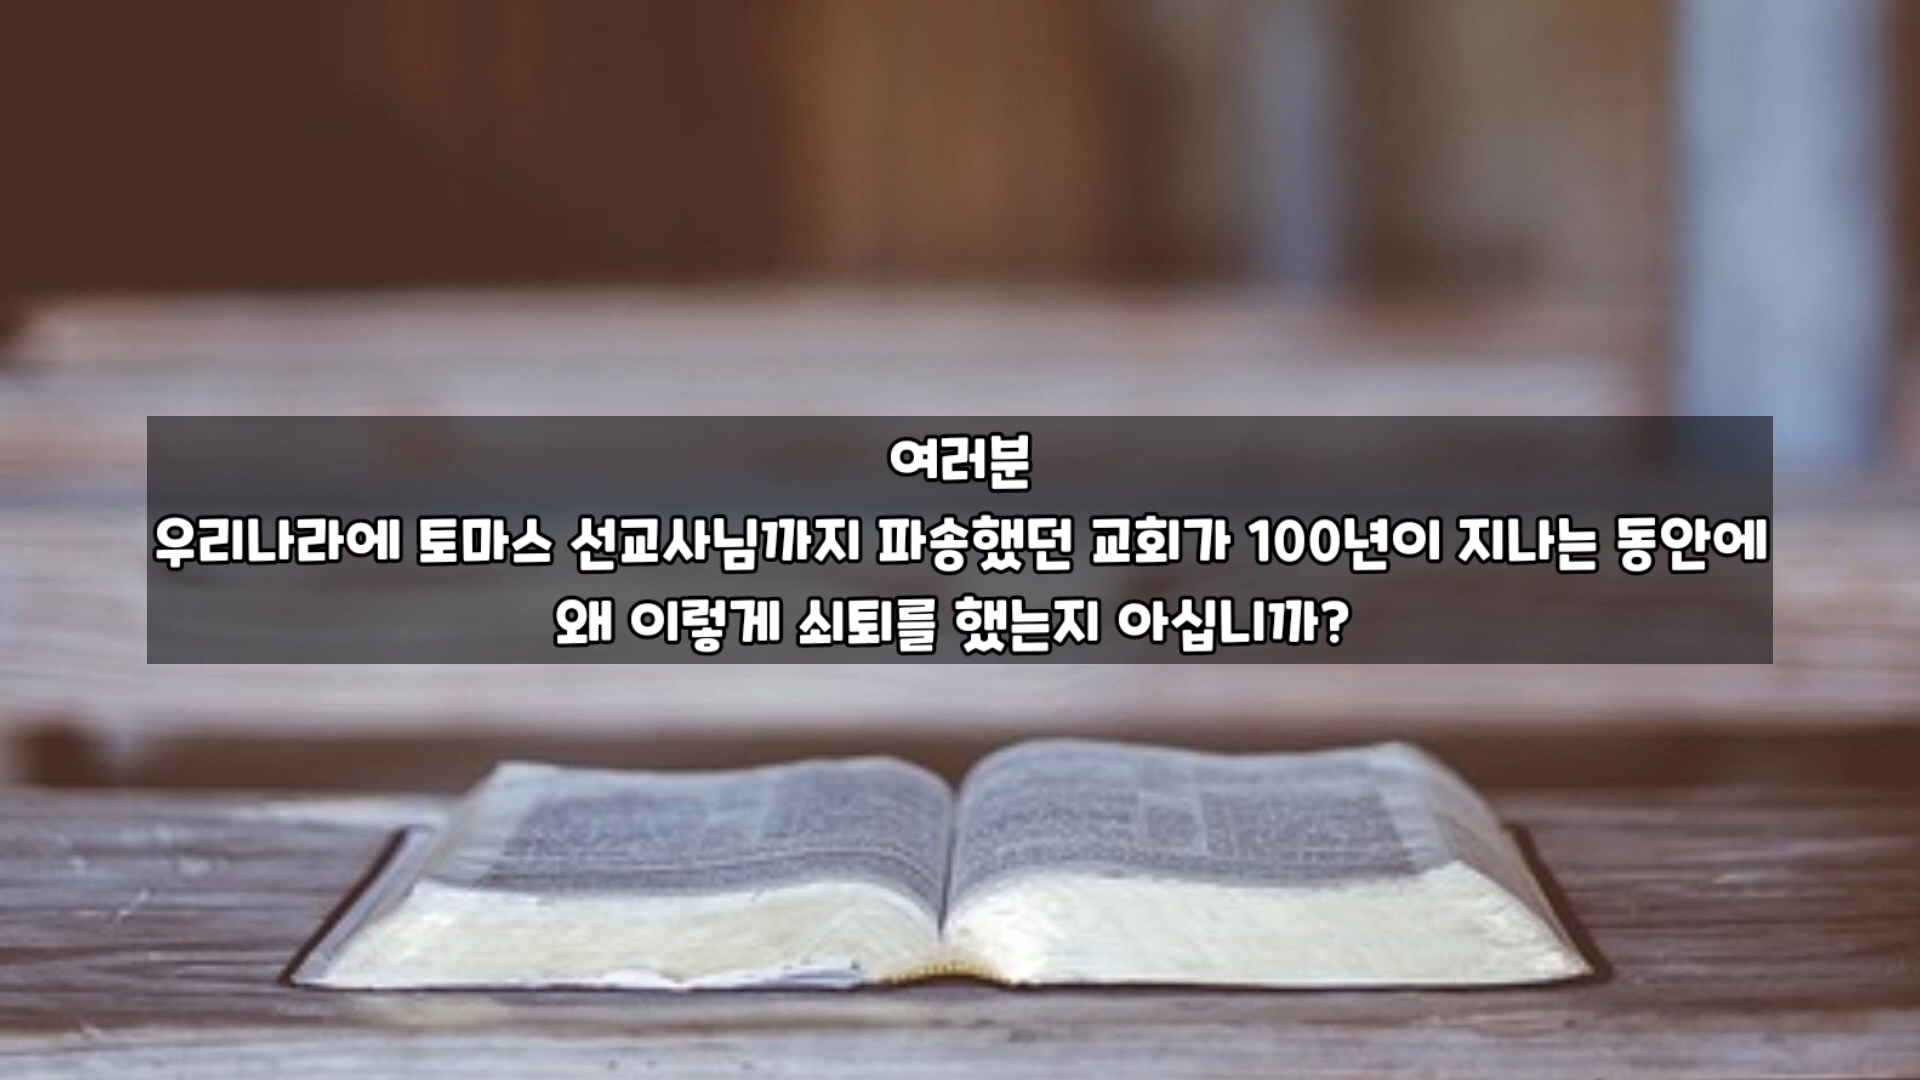 여러분
우리나라에 토마스 선교사님까지 파송했던 교회가 100년이 지나는 동안에
왜 이렇게 쇠퇴를 했는지 아십니까?